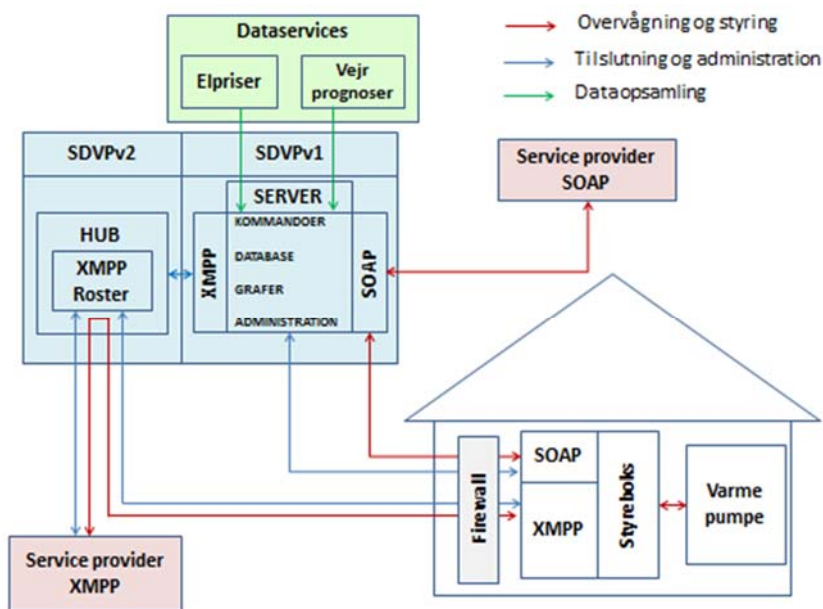 Dataservices
Elpriser
Vejr
prognoser
Overvågning og styring
Tilslutning og administration
Dataopsamling
SDVPv2
SDVPv1
Service provider
SOAP
SERVER
HUB
XMPP
Roster
XMPP
KOMMANDOER
DATABASE
GRAFER
ADMINISTRATION
SOAP
Firewall
SOAP
XMPP
Styreboks
Varme
pumpe
Service provider
XMPP